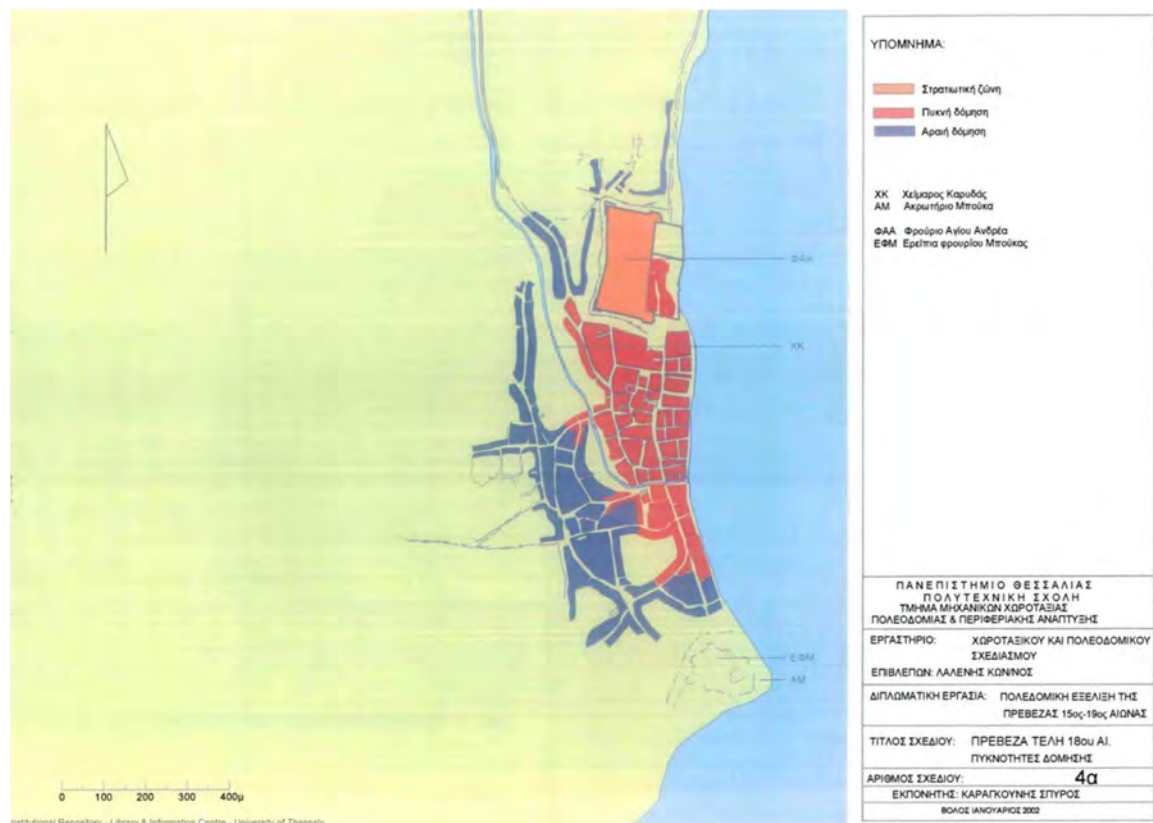 ΦΑΑ
ΧΚ
ΕΦΜ
ΑΜ
0 100 200 300 400μ
Institutional Repository - Library & Information Centre - University of Thessaly
ΥΠΟΜΝΗΜΑ:
Στρατιωτική ζώνη
Πυκνή δόμηση
Αραιή δόμηση
ΧΚ Χείμαρος Καρυδάς
ΑΜ Ακρωτήριο Μπούκα
ΦΑΑ Φρούριο Αγίου Ανδρέα
ΕΦΜ Ερείπια φρουρίου Μπούκας
ΠΑΝΕΠΙΣΤΗΜΙΟ ΘΕΣΣΑΛΙΑΣ
ΠΟΛΥΤΕΧΝΙΚΗ ΣΧΟΛΗ
ΤΜΗΜΑ ΜΗΧΑΝΙΚΩΝ ΧΩΡΟΤΑΞΙΑΣ
ΠΟΛΕΟΔΟΜΙΑΣ & ΠΕΡΙΦΕΡΙΑΚΗΣ ΑΝΑΠΤΥΞΗΣ
ΕΡΓΑΣΤΗΡΙΟ: ΧΩΡΟΤΑΞΙΚΟΥ ΚΑΙ ΠΟΛΕΟΔΟΜΙΚΟΥ
ΣΧΕΔΙΑΣΜΟΥ
ΕΠΙΒΛΕΠΩΝ: ΛΑΛΕΝΗΣ ΚΩΝ/ΝΟΣ
ΔΙΠΛΩΜΑΤΙΚΗ ΕΡΓΑΣΙΑ: ΠΟΛΕΔΟΜΙΚΗ ΕΞΕΛΙΞΗ ΤΗΣ
ΠΡΕΒΕΖΑΣ 15ος-19ος ΑΙΩΝΑΣ
ΤΙΤΛΟΣ ΣΧΕΔΙΟΥ: ΠΡΕΒΕΖΑ ΤΕΛΗ 18ου ΑΙ.
ΠΥΚΝΟΤΗΤΕΣ ΔΟΜΗΣΗΣ
ΑΡΙΘΜΟΣ ΣΧΕΔΙΟΥ: 4α
ΕΚΠΟΝΗΤΗΣ: ΚΑΡΑΓΚΟΥΝΗΣ ΣΠΥΡΟΣ
ΒΟΛΟΣ ΙΑΝΟΥΑΡΙΟΣ 2002